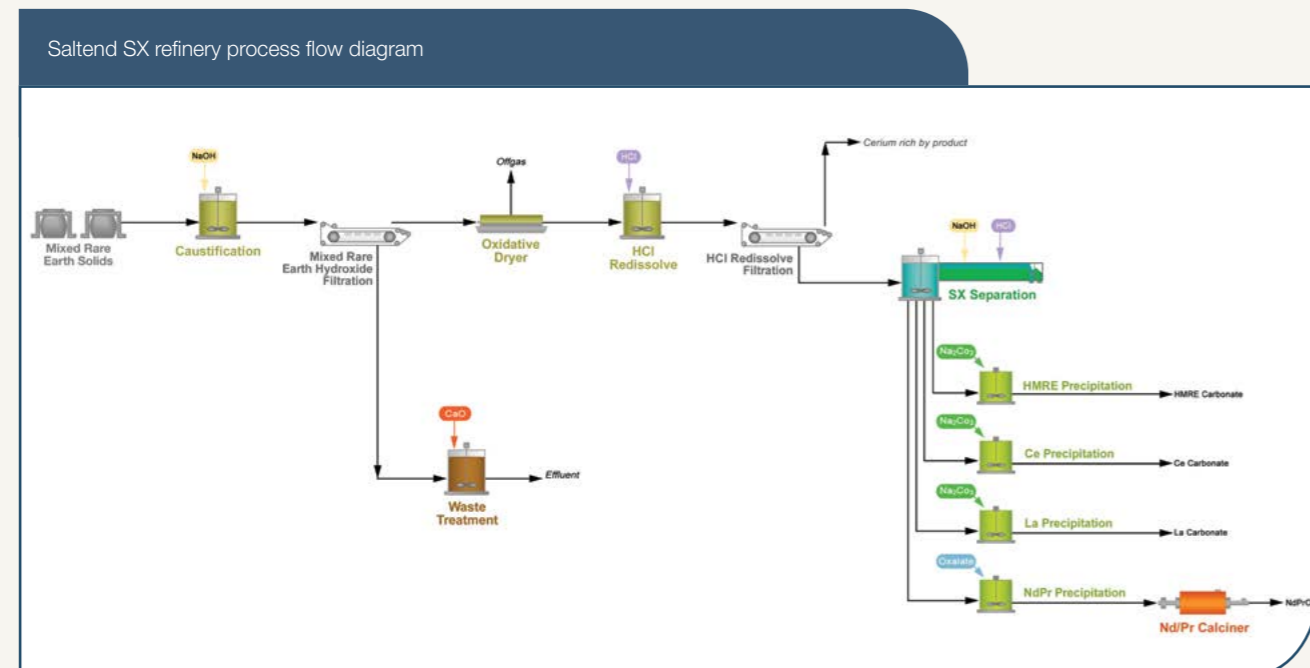 Saltend SX refinery process flow diagram
NaOH
HCl
Offgas
Cerium rich by product
Mixed Rare
Earth Solids
Caustification
Mixed Rare
Earth Hydroxide
Filtration
Oxidative
Dryer
HCl
Redissolve
HCl Redissolve
Filtration
NaOH
HCl
SX Separation
Na₂Co₃
HMRE Precipitation
HMRE Carbonate
Na₂Co₃
Ce Precipitation
Ce Carbonate
Na₂Co₃
La Precipitation
La Carbonate
Oxalate
NdPr Precipitation
Nd/Pr Calciner
CaO
Waste
Treatment
Effluent